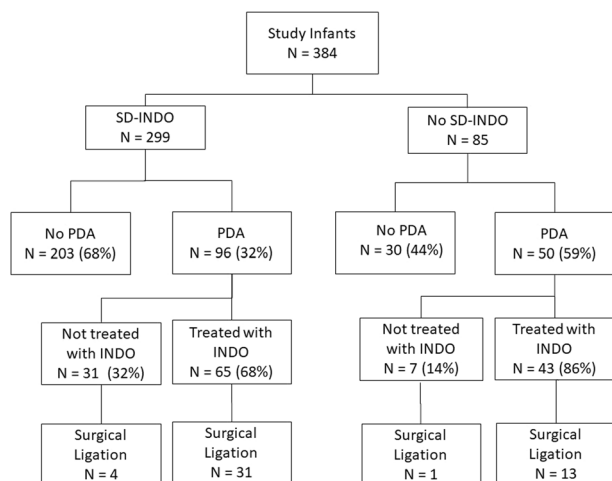 Study Infants
N = 384
SD-INDO
N = 299
No SD-INDO
N = 85
No PDA
N = 203 (68%)
PDA
N = 96 (32%)
No PDA
N = 30 (44%)
PDA
N = 50 (59%)
Not treated
with INDO
N = 31 (32%)
Treated with
INDO
N = 65 (68%)
Not treated
with INDO
N = 7 (14%)
Treated with
INDO
N = 43 (86%)
Surgical
Ligation
N = 4
Surgical
Ligation
N = 31
Surgical
Ligation
N = 1
Surgical
Ligation
N = 13